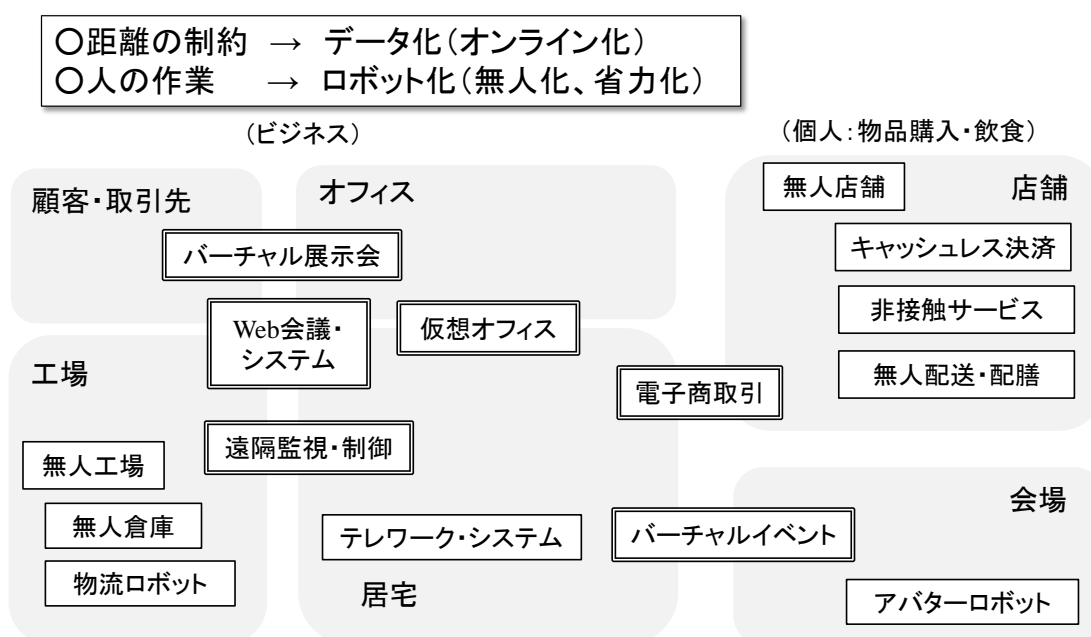 〇距離の制約 → データ化（オンライン化）
〇人の作業 → ロボット化（無人化、省力化）
（ビジネス）
（個人：物品購入・飲食）
顧客・取引先
オフィス
無人店舗
店舗
バーチャル展示会
キャッシュレス決済
Web会議・
システム
仮想オフィス
非接触サービス
工場
無人配送・配膳
電子商取引
遠隔監視・制御
無人工場
会場
無人倉庫
テレワーク・システム
バーチャルイベント
物流ロボット
居宅
アバターロボット